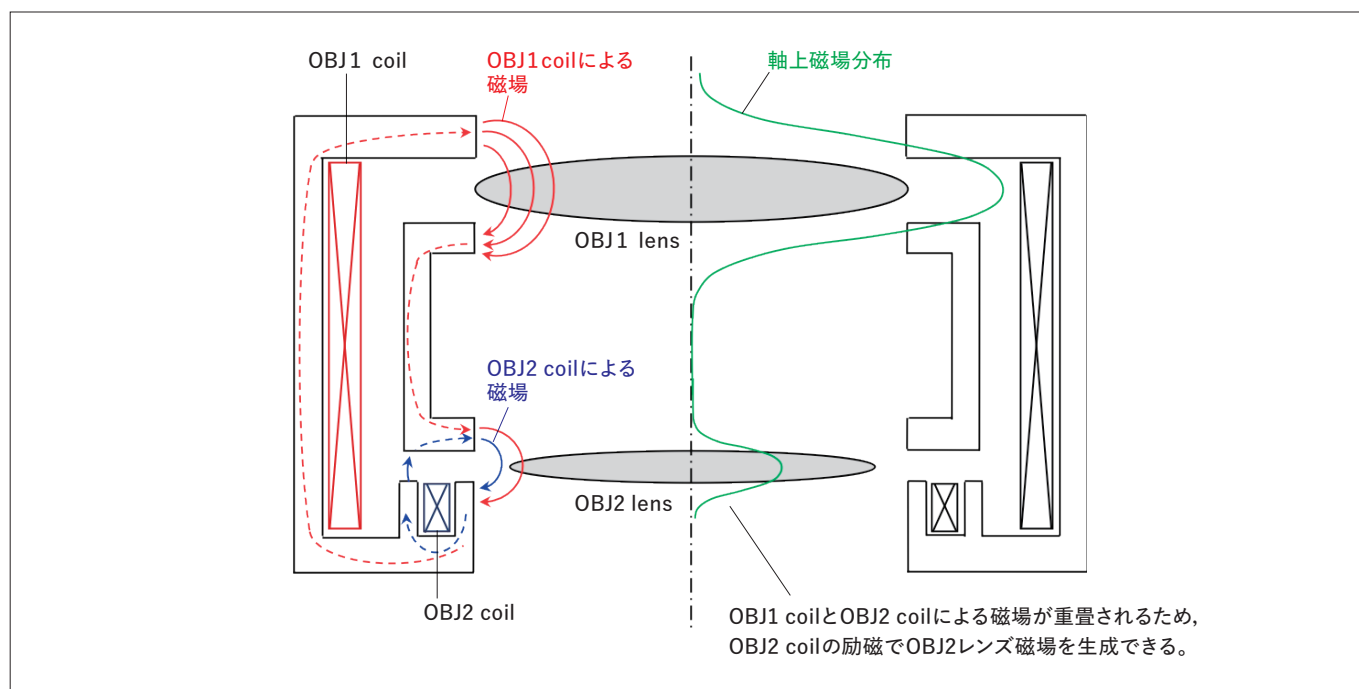 OBJ1 coil
OBJ1coilによる
磁場
軸上磁場分布
OBJ1 lens
OBJ2 coilによる
磁場
OBJ2 lens
OBJ2 coil
OBJ1 coilとOBJ2 coilによる磁場が重畳されるため,
OBJ2 coilの励磁でOBJ2レンズ磁場を生成できる。